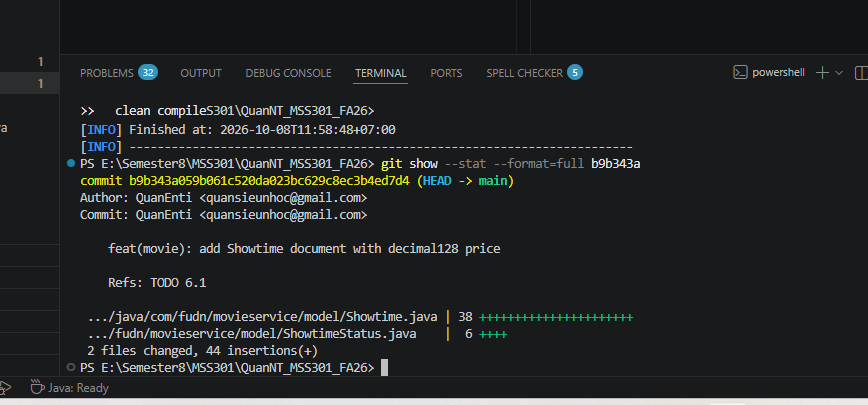 1
1
a
PROBLEMS 32 OUTPUT DEBUG CONSOLE TERMINAL PORTS SPELL CHECKER 5 powershell
>>   clean compileS301\QuanNT_MSS301_FA26>
[INFO] Finished at: 2026-10-08T11:58:48+07:00
[INFO] ------------------------------------------------------------------------
PS E:\Semester8\MSS301\QuanNT_MSS301_FA26> git show --stat --format=full b9b343a
commit b9b343a059b061c520da023bc629c8ec3b4ed7d4 (HEAD -> main)
Author: QuanEnti <quansieunhoc@gmail.com>
Commit: QuanEnti <quansieunhoc@gmail.com>
    feat(movie): add Showtime document with decimal128 price
    Refs: TODO 6.1
 .../java/com/fudn/movieservice/model/Showtime.java | 38 ++++++++++++++++++++++
 .../fudn/movieservice/model/ShowtimeStatus.java    |  6 ++++
 2 files changed, 44 insertions(+)
PS E:\Semester8\MSS301\QuanNT_MSS301_FA26>
Java: Ready